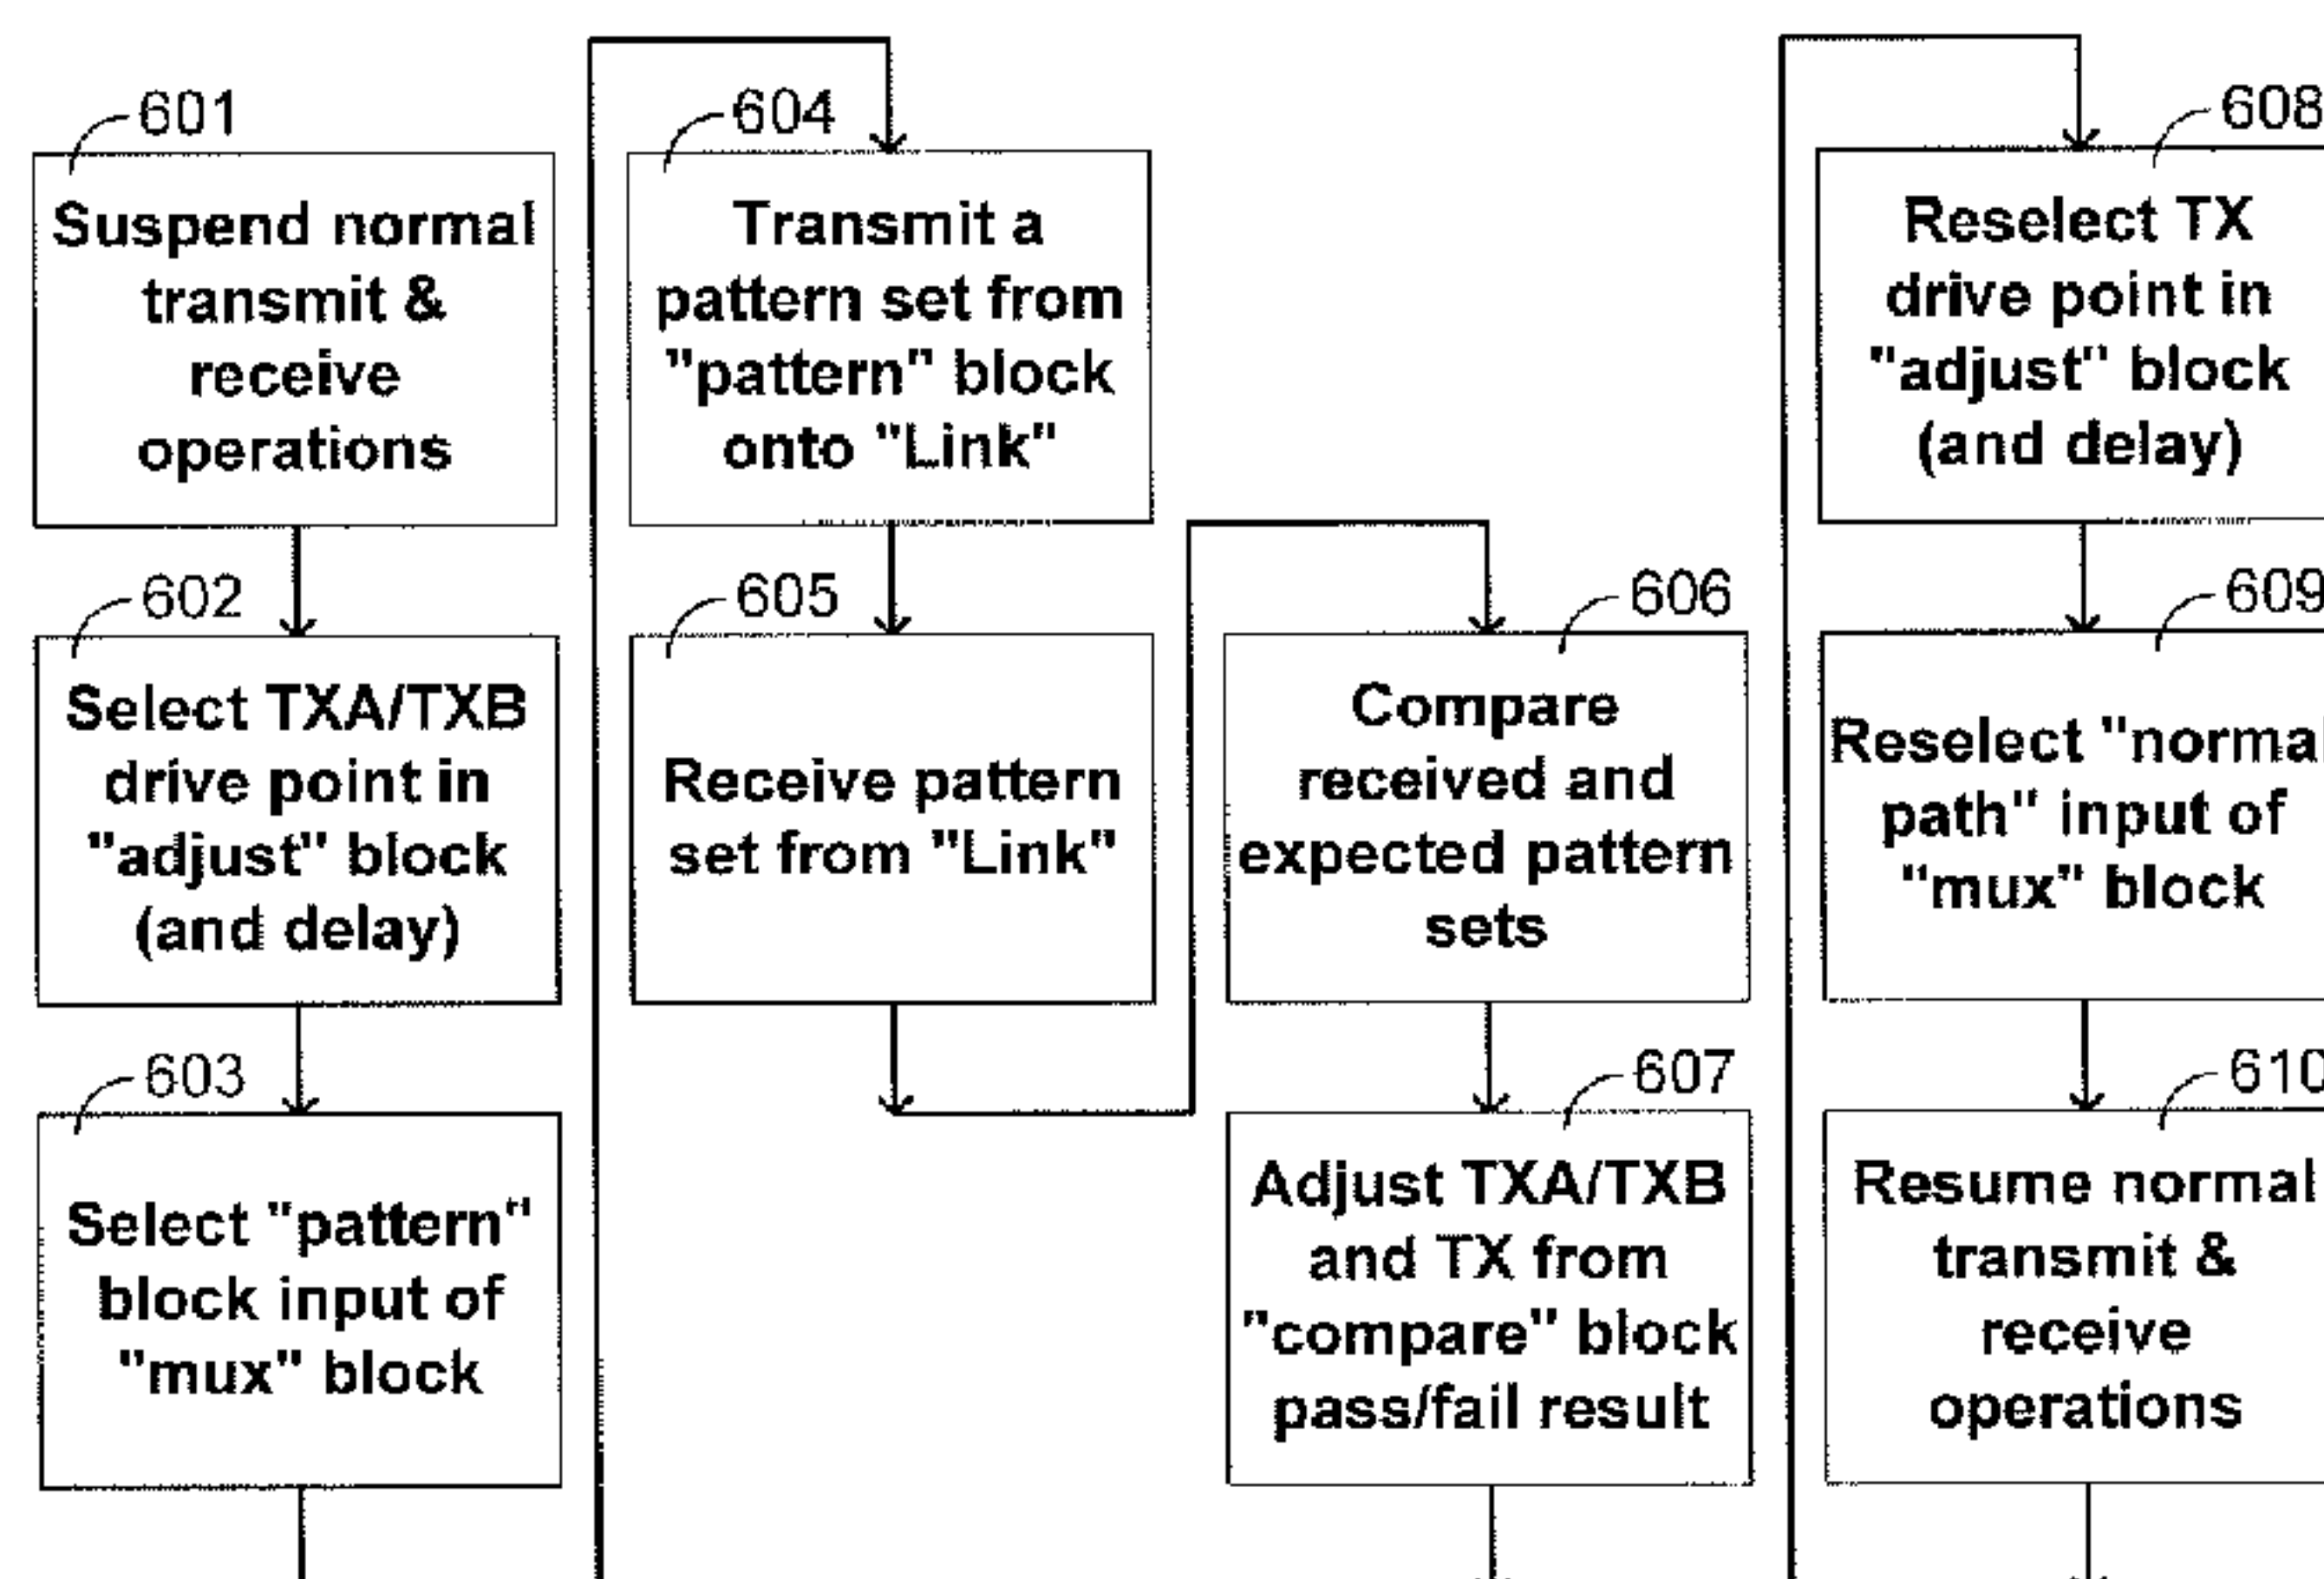 601
Suspend normal
transmit &
receive
operations
602
Select TXA/TXB
drive point in
"adjust" block
(and delay)
603
Select "pattern"
block input of
"mux" block
604
Transmit a
pattern set from
"pattern" block
onto "Link"
605
Receive pattern
set from "Link"
606
Compare
received and
expected pattern
sets
607
Adjust TXA/TXB
and TX from
"compare" block
pass/fail result
608
Reselect TX
drive point in
"adjust" block
(and delay)
609
Reselect "normal
path" input of
"mux" block
610
Resume normal
transmit &
receive
operations